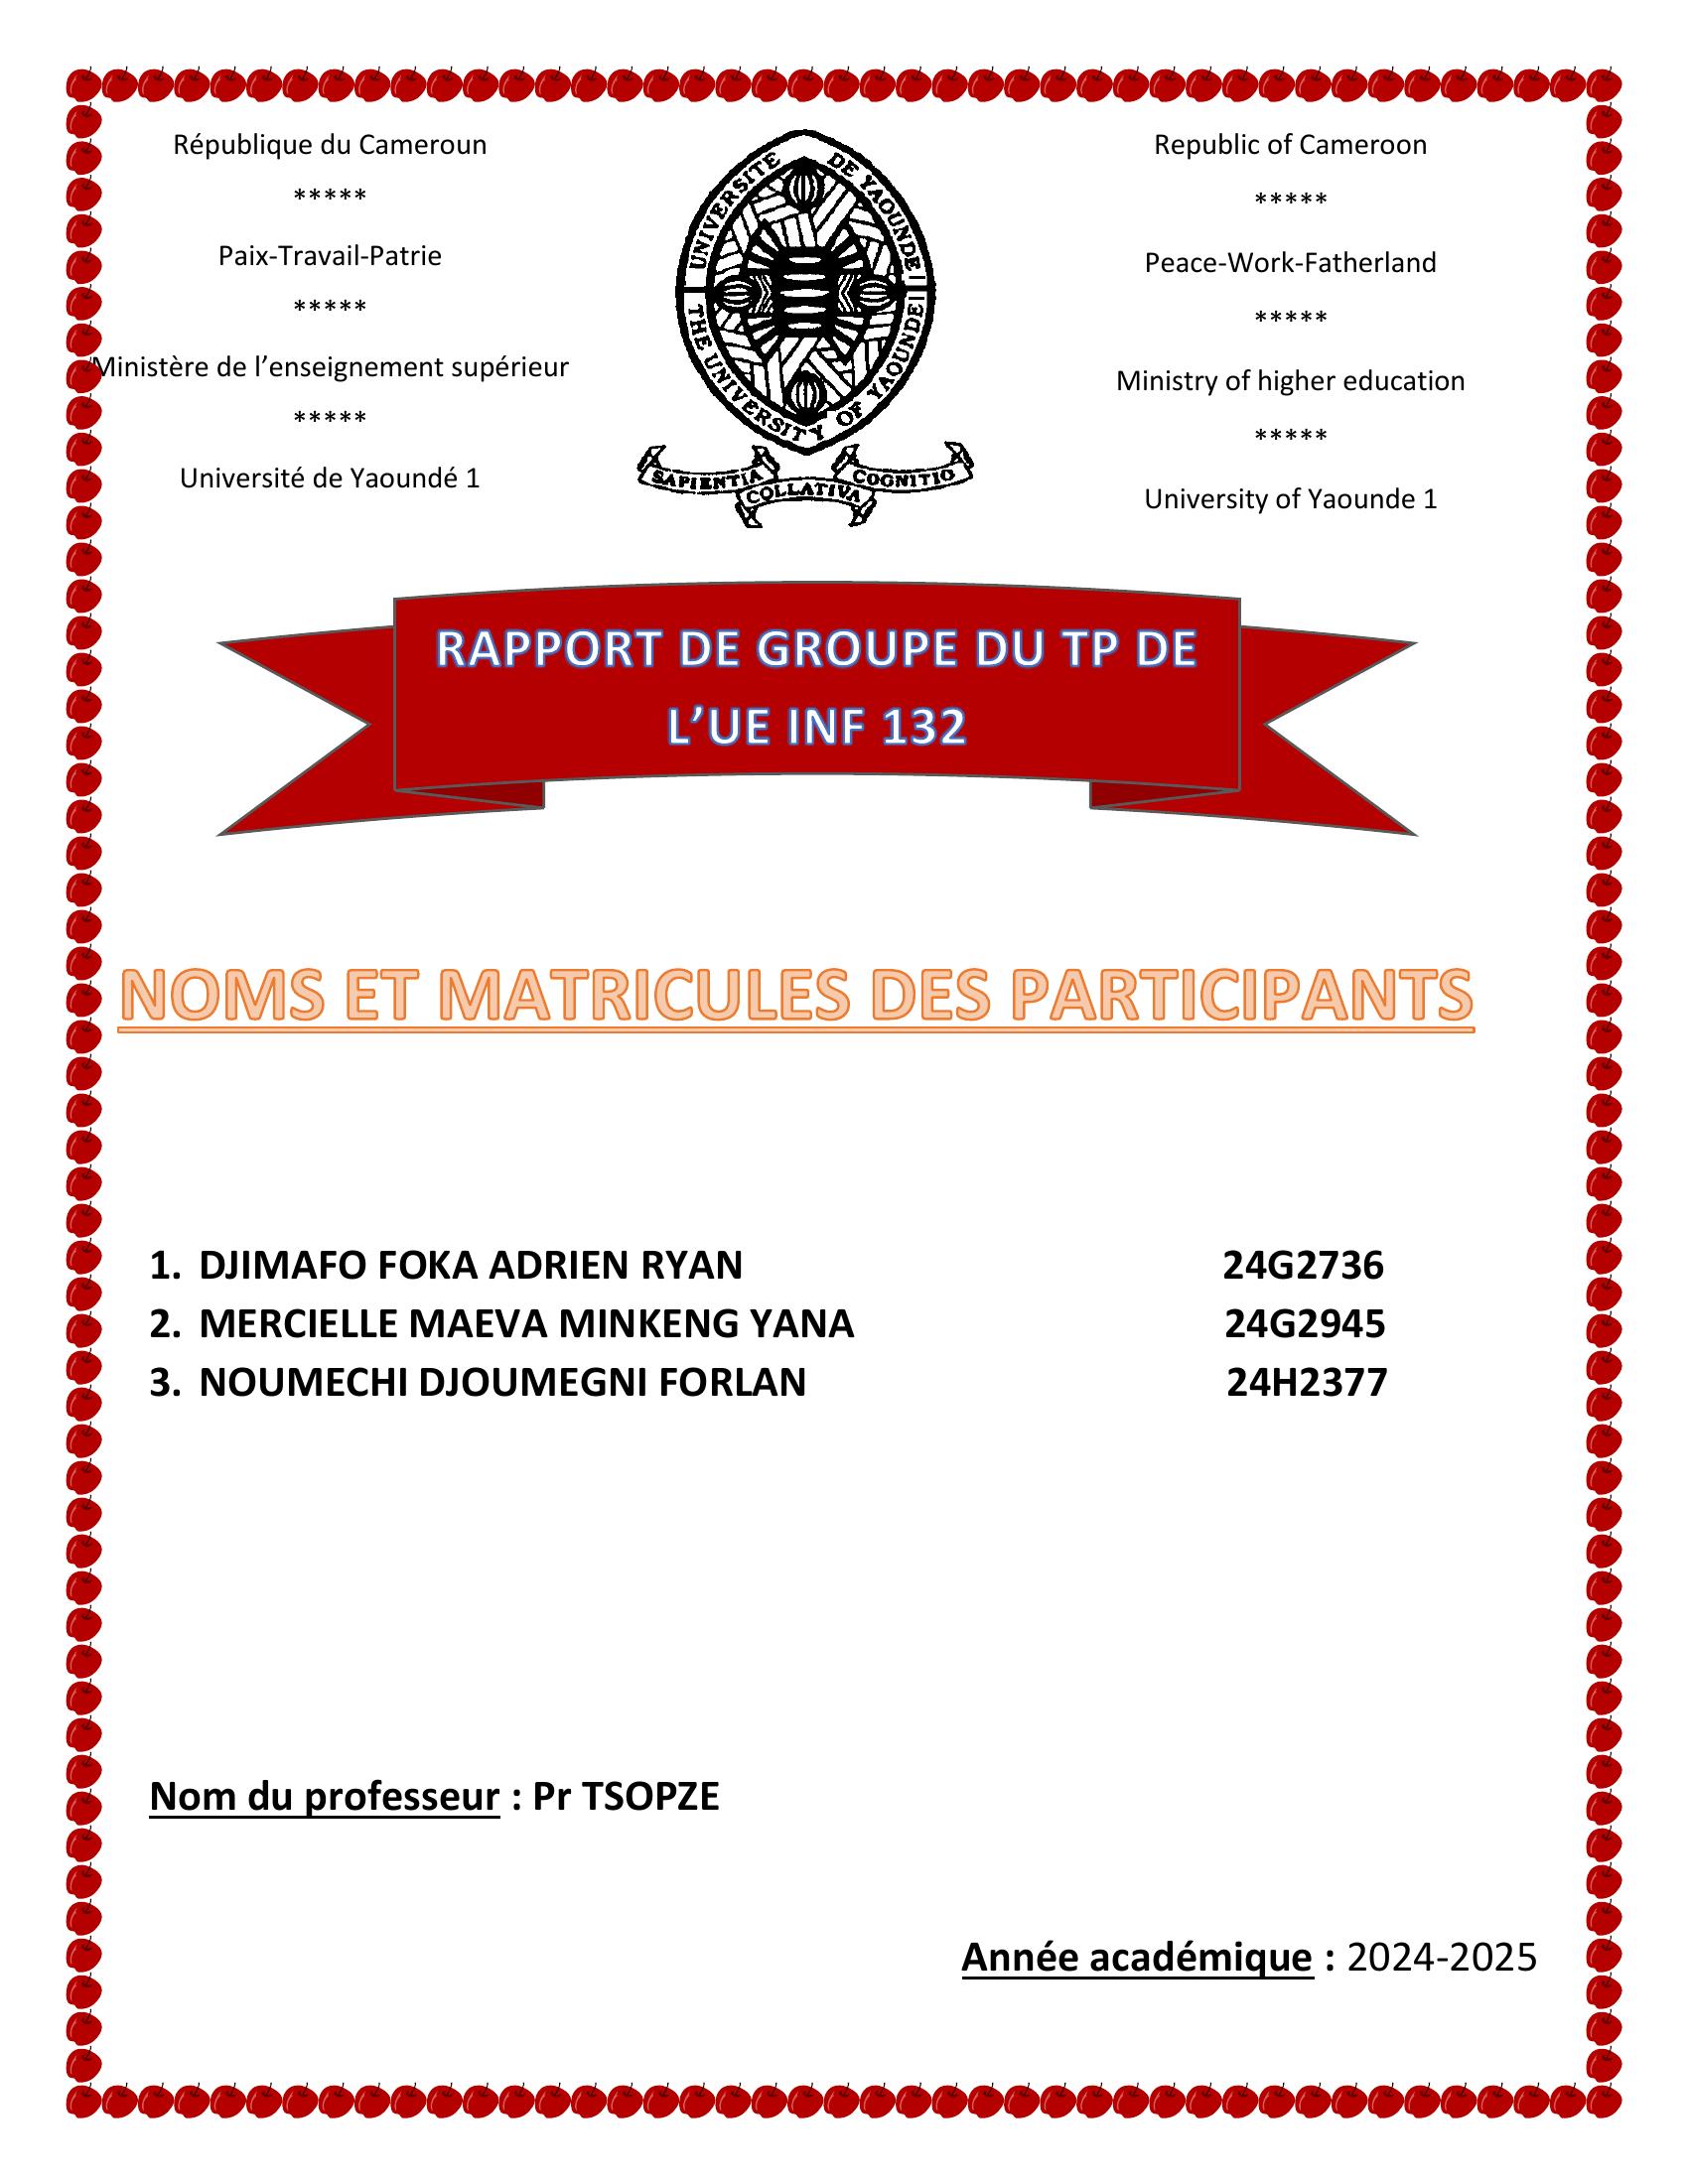 République du Cameroun
*****
Paix-Travail-Patrie
*****
Ministère de l’enseignement supérieur
*****
Université de Yaoundé 1
UNIVERSITE DE YAOUNDE I
THE UNIVERSITY OF YAOUNDE I
SAPIENTIA
COLLATIVA
COGNITIO
Republic of Cameroon
*****
Peace-Work-Fatherland
*****
Ministry of higher education
*****
University of Yaounde 1
RAPPORT DE GROUPE DU TP DE
L’UE INF 132
NOMS ET MATRICULES DES PARTICIPANTS
1. DJIMAFO FOKA ADRIEN RYAN 24G2736
2. MERCIELLE MAEVA MINKENG YANA 24G2945
3. NOUMECHI DJOUMEGNI FORLAN 24H2377
Nom du professeur : Pr TSOPZE
Année académique : 2024-2025